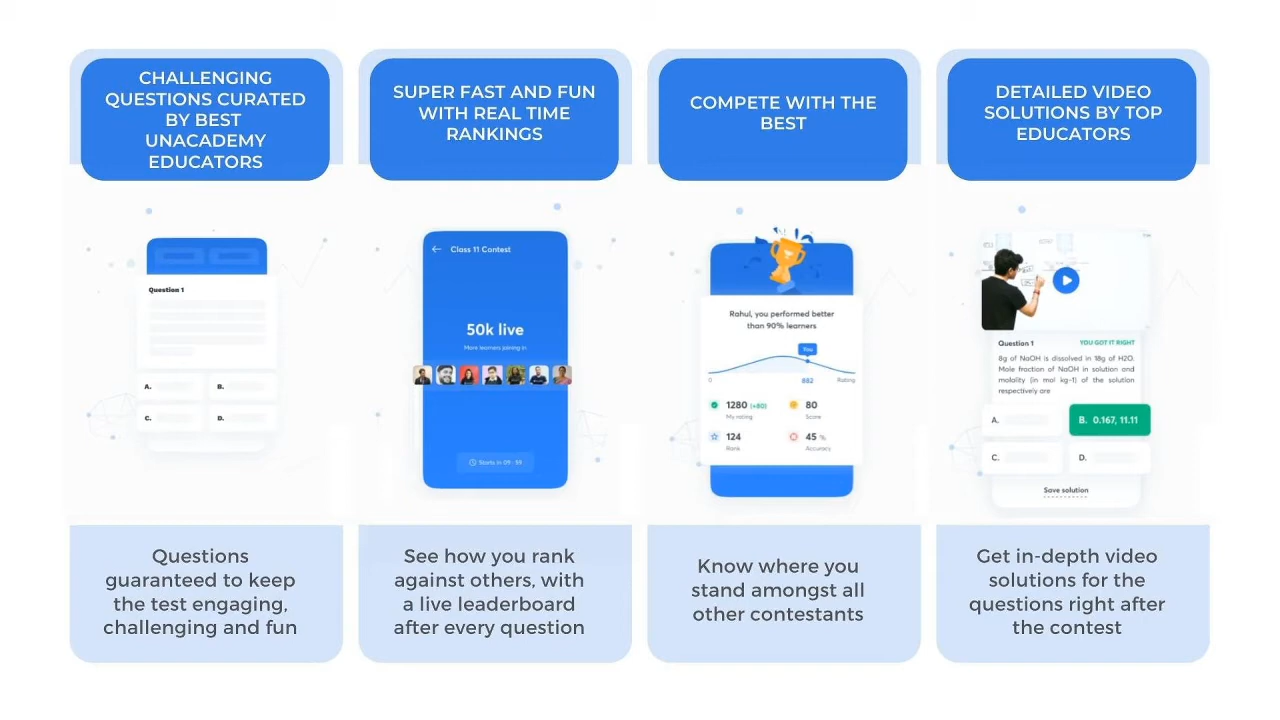 CHALLENGING
QUESTIONS CURATED
BY BEST
UNACADEMY
EDUCATORS
Question 1
A.
B.
C.
D.
Questions
guaranteed to keep
the test engaging,
challenging and fun
SUPER FAST AND FUN
WITH REAL TIME
RANKINGS
Class 11 Contest
50k live
More learners joining in
Starts in 09 : 59
See how you rank
against others, with
a live leaderboard
after every question
COMPETE WITH THE
BEST
Rahul, you performed better
than 90% learners
You
0
882
Rating
1280 (+80)
My rating
80
Score
124
Rank
45 %
Accuracy
Know where you
stand amongst all
other contestants
DETAILED VIDEO
SOLUTIONS BY TOP
EDUCATORS
Question 1
YOU GOT IT RIGHT
8g of NaOH is dissolved in 18g of H2O.
Mole fraction of NaOH in solution and
molality (in mol kg-1) of the solution
respectively are
A.
B. 0.167, 11.11
C.
D.
Save solution
Get in-depth video
solutions for the
questions right after
the contest